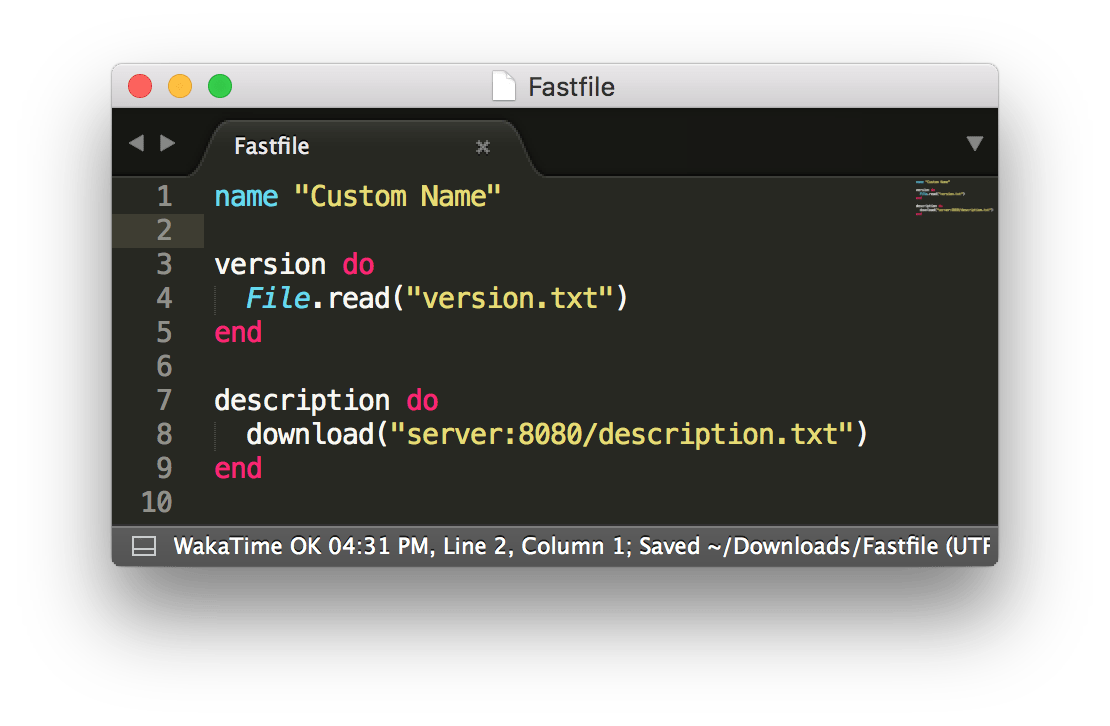 Fastfile
Fastfile
1 name "Custom Name"
2
3 version do
4   File.read("version.txt")
5 end
6
7 description do
8   download("server:8080/description.txt")
9 end
10
WakaTime OK 04:31 PM, Line 2, Column 1; Saved ~/Downloads/Fastfile (UTF